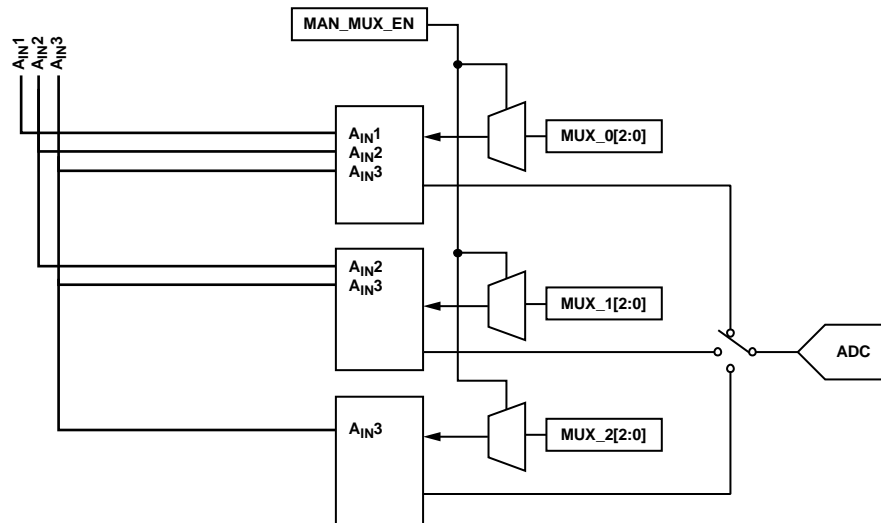 MAN_MUX_EN
AIN1
AIN2
AIN3
AIN1
AIN2
AIN3
MUX_0[2:0]
AIN2
AIN3
MUX_1[2:0]
ADC
AIN3
MUX_2[2:0]